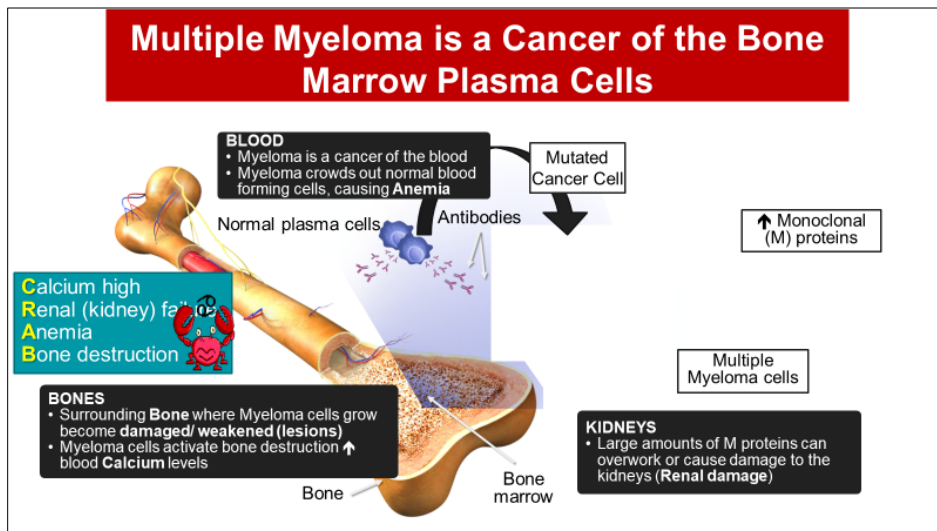 Multiple Myeloma is a Cancer of the Bone
Marrow Plasma Cells
BLOOD
• Myeloma is a cancer of the blood
• Myeloma crowds out normal blood
forming cells, causing Anemia
Mutated
Cancer Cell
Normal plasma cells
Antibodies
↑ Monoclonal
(M) proteins
Calcium high
Renal (kidney) fai
Anemia
Bone destruction
Multiple
Myeloma cells
BONES
• Surrounding Bone where Myeloma cells grow
become damaged/ weakened (lesions)
• Myeloma cells activate bone destruction ↑
blood Calcium levels
KIDNEYS
• Large amounts of M proteins can
overwork or cause damage to the
kidneys (Renal damage)
Bone
Bone
marrow